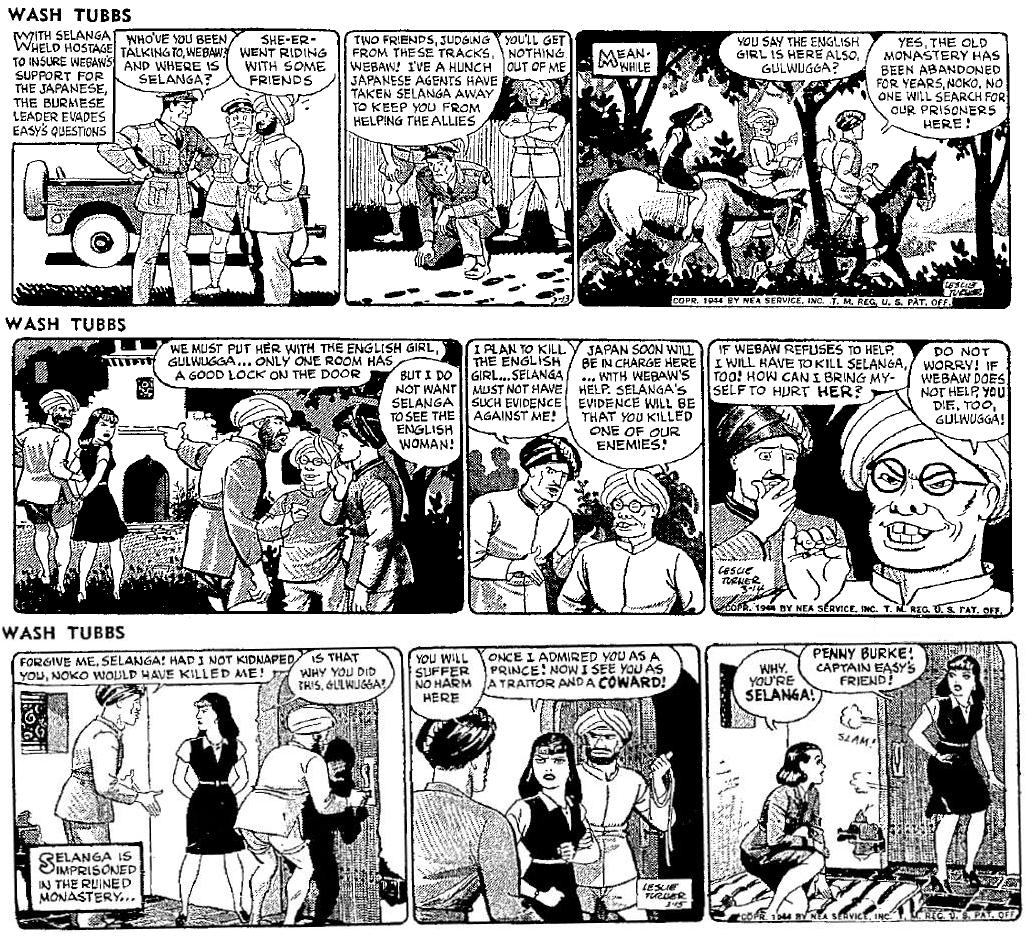 WASH TUBBS
WITH SELANGA
HELD HOSTAGE
TO INSURE WEBAW'S
SUPPORT FOR
THE JAPANESE,
THE BURMESE
LEADER EVADES
EASY'S QUESTIONS
WHO'VE YOU BEEN
TALKING TO, WEBAW?
AND WHERE IS
SELANGA?
SHE-ER-
WENT RIDING
WITH SOME
FRIENDS
TWO FRIENDS, JUDGING
FROM THESE TRACKS,
WEBAW! I'VE A HUNCH,
JAPANESE AGENTS HAVE
TAKEN SELANGA AWAY
TO KEEP YOU FROM
HELPING THE ALLIES
YOU'LL GET
NOTHING
OUT OF ME
3-13
MEAN-
WHILE
YOU SAY THE ENGLISH
GIRL IS HERE ALSO,
GULWUGGA?
YES, THE OLD
MONASTERY HAS
BEEN ABANDONED
FOR YEARS, NOKO. NO
ONE WILL SEARCH FOR
OUR PRISONERS
HERE!
LESLIE
TURNER
COPR. 1944 BY NEA SERVICE, INC. T. M. REG. U. S. PAT. OFF.
WASH TUBBS
WE MUST PUT HER WITH THE ENGLISH GIRL,
GULWUGGA... ONLY ONE ROOM HAS
A GOOD LOCK ON THE DOOR
BUT I DO
NOT WANT
SELANGA
TO SEE THE
ENGLISH
WOMAN!
I PLAN TO KILL
THE ENGLISH
GIRL...SELANGA
MUST NOT HAVE
SUCH EVIDENCE
AGAINST ME!
JAPAN SOON WILL
BE IN CHARGE HERE
...WITH WEBAW'S
HELP. SELANGA'S
EVIDENCE WILL BE
THAT YOU KILLED
ONE OF OUR
ENEMIES!
IF WEBAW REFUSES TO HELP,
I WILL HAVE TO KILL SELANGA,
TOO! HOW CAN I BRING MY-
SELF TO HURT HER?
DO NOT
WORRY! IF
WEBAW DOES
NOT HELP, YOU
DIE, TOO,
GULWUGGA!
LESLIE
TURNER
3-14
COPR. 1944 BY NEA SERVICE, INC. T. M. REG. U. S. PAT. OFF.
WASH TUBBS
FORGIVE ME, SELANGA! HAD I NOT KIDNAPED
YOU, NOKO WOULD HAVE KILLED ME!
IS THAT
WHY YOU DID
THIS, GULWUGGA?
SELANGA IS
IMPRISONED
IN THE RUINED
MONASTERY...
YOU WILL
SUFFER
NO HARM
HERE
ONCE I ADMIRED YOU AS A
PRINCE! NOW I SEE YOU AS
A TRAITOR AND A COWARD!
LESLIE
TURNER
3-15
WHY,
YOU'RE
SELANGA!
PENNY BURKE!
CAPTAIN EASY'S
FRIEND!
SLAM!
COPR. 1944 BY NEA SERVICE, INC. T. M. REG. U. S. PAT. OFF.